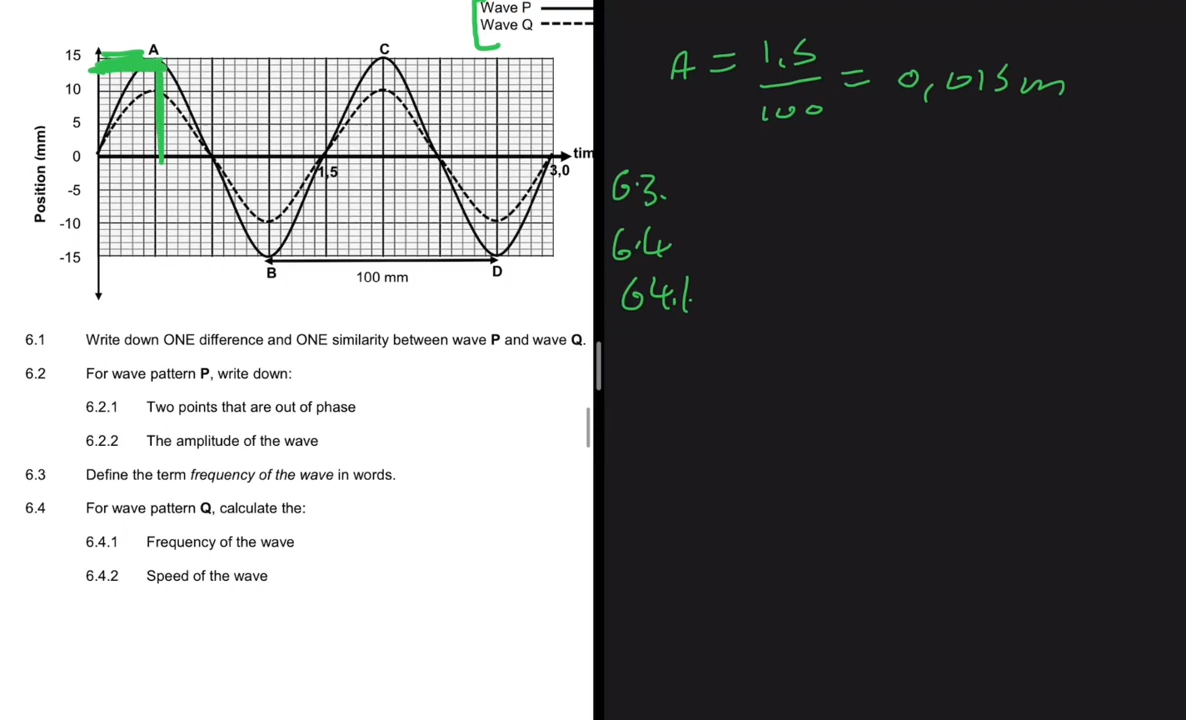 Wave P
Wave Q
A
C
15
10
5
0
-5
-10
-15
Position (mm)
tim
1,5
3,0
B
100 mm
D
6.1 Write down ONE difference and ONE similarity between wave P and wave Q.
6.2 For wave pattern P, write down:
6.2.1 Two points that are out of phase
6.2.2 The amplitude of the wave
6.3 Define the term frequency of the wave in words.
6.4 For wave pattern Q, calculate the:
6.4.1 Frequency of the wave
6.4.2 Speed of the wave
A = 1,5 / 100 = 0,015 m
6.3.
6.4
64.1.